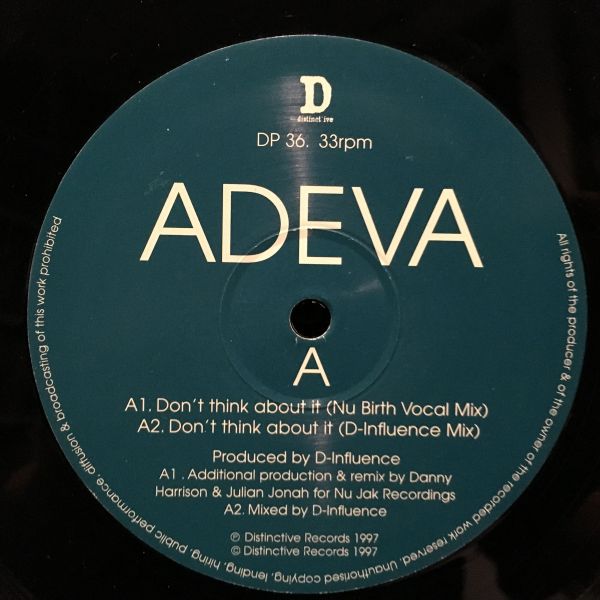 D
distinct'ive
DP 36. 33rpm
ADEVA
A
A1. Don't think about it (Nu Birth Vocal Mix)
A2. Don't think about it (D-Influence Mix)
Produced by D-Influence
A1 . Additional production & remix by Danny
Harrison & Julian Jonah for Nu Jak Recordings
A2. Mixed by D-Influence
℗ Distinctive Records 1997
© Distinctive Records 1997
All rights of the producer & of the owner of the recorded work reserved. Unauthorised copying, lending, hiring, public performance, diffusion & broadcasting of this work prohibited